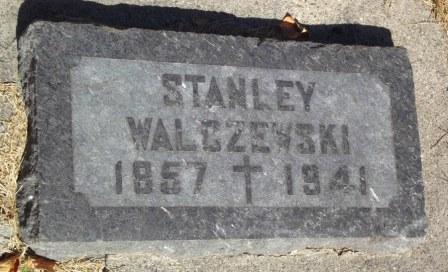 STANLEY
WALCZEWSKI
1857 ✝ 1941